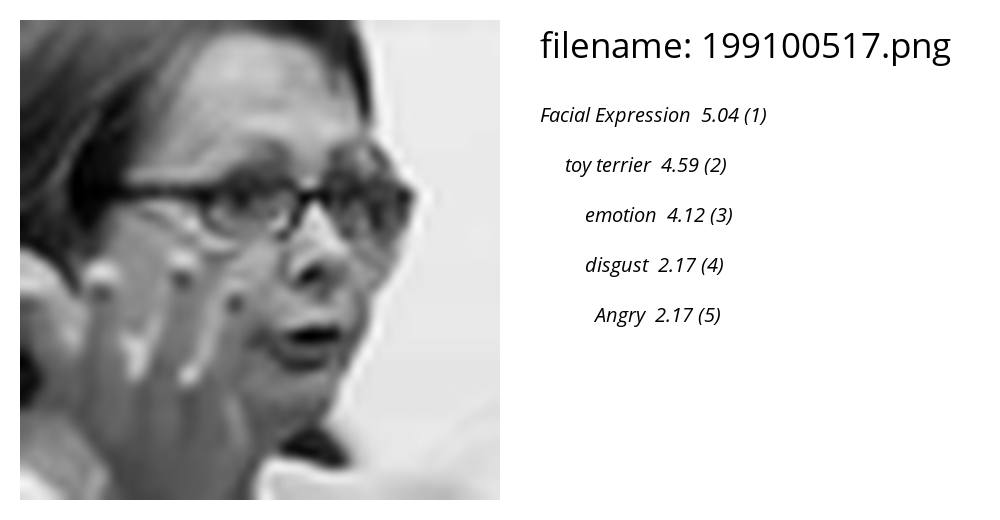 filename: 199100517.png
Facial Expression 5.04 (1)
toy terrier 4.59 (2)
emotion 4.12 (3)
disgust 2.17 (4)
Angry 2.17 (5)